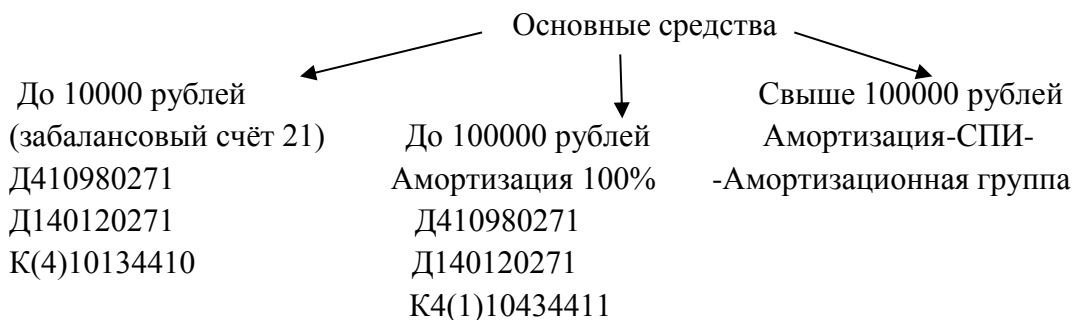 Основные средства
До 10000 рублей
(забалансовый счёт 21)
Д410980271
Д140120271
К(4)10134410
До 100000 рублей
Амортизация 100%
Д410980271
Д140120271
К4(1)10434411
Свыше 100000 рублей
Амортизация-СПИ-
-Амортизационная группа